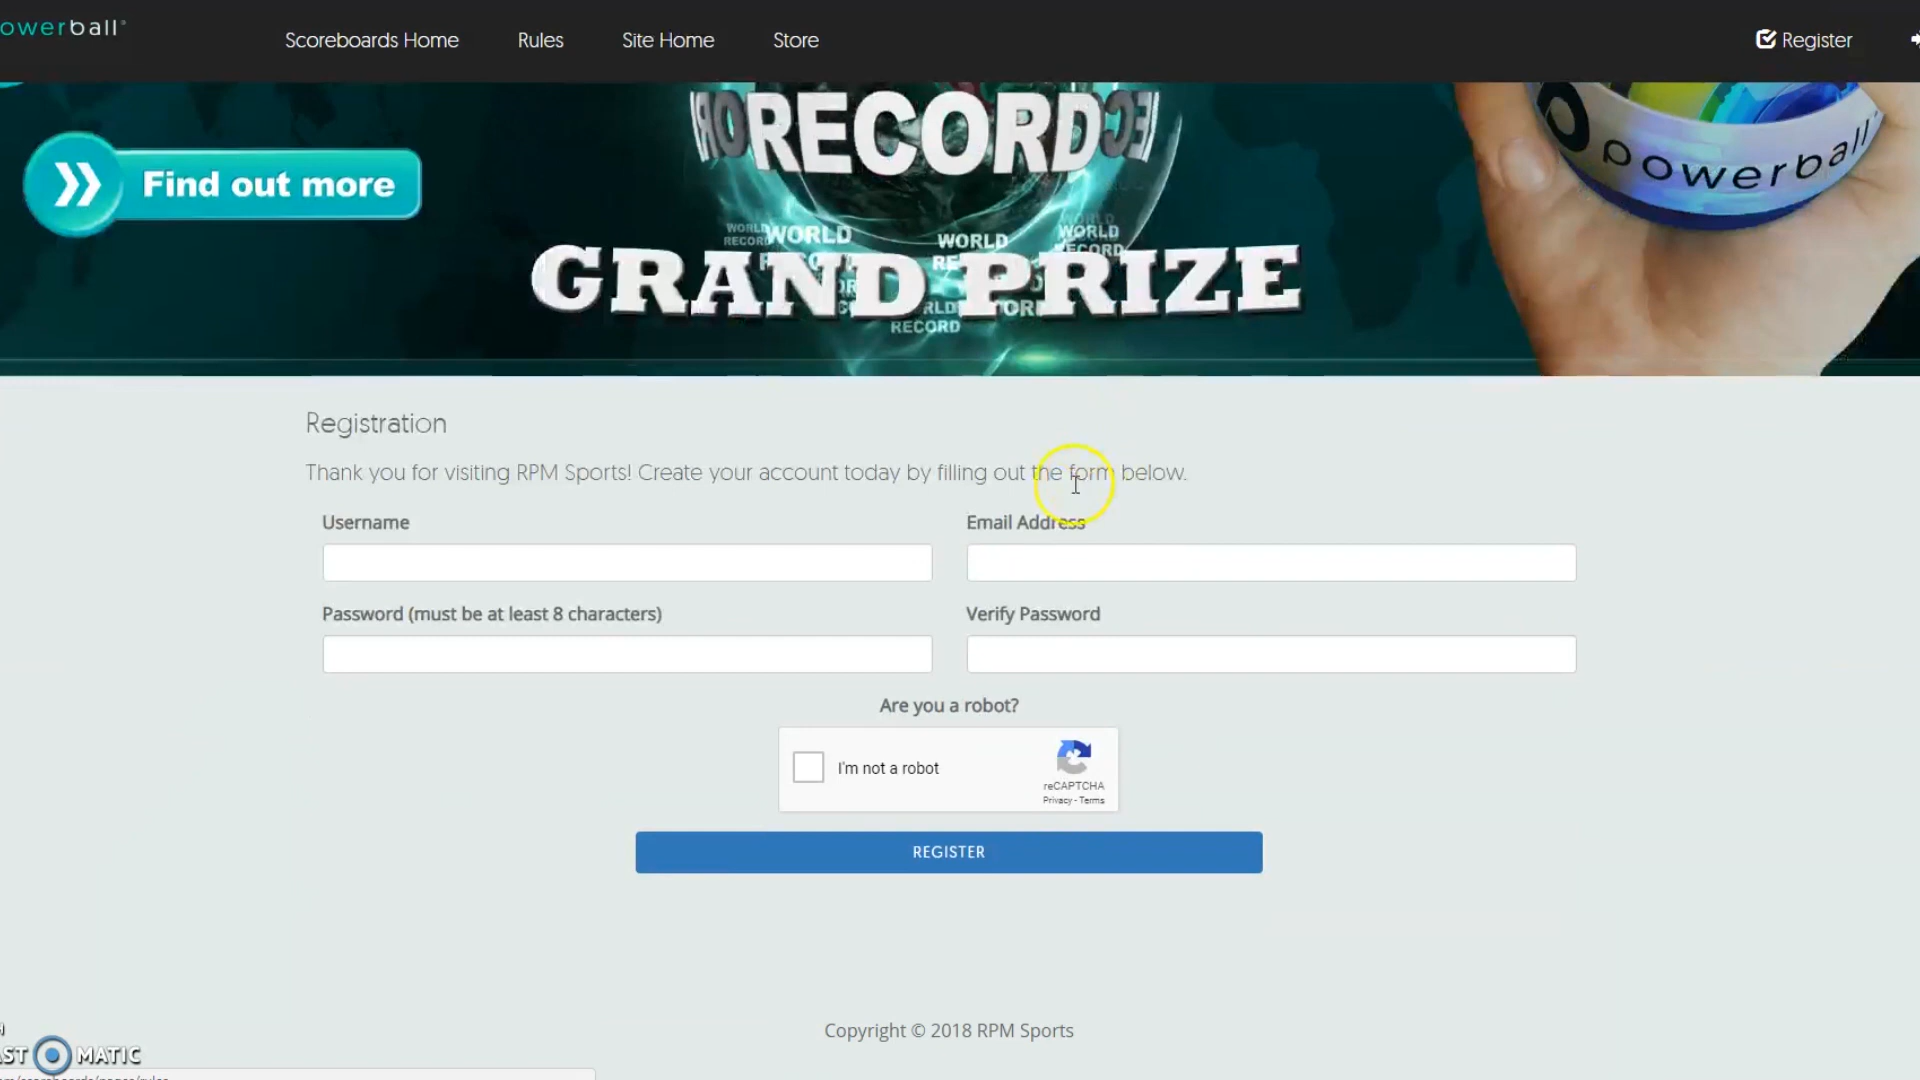 owerball®
Scoreboards Home
Rules
Site Home
Store
Register
Find out more
RECORD
WORLD
WORLD
WORLD
RECORD
GRAND PRIZE
RECORD
powerball
Registration
Thank you for visiting RPM Sports! Create your account today by filling out the form below.
Username
Email Address
Password (must be at least 8 characters)
Verify Password
Are you a robot?
I'm not a robot
reCAPTCHA
Privacy - Terms
REGISTER
Copyright © 2018 RPM Sports
AST MATIC